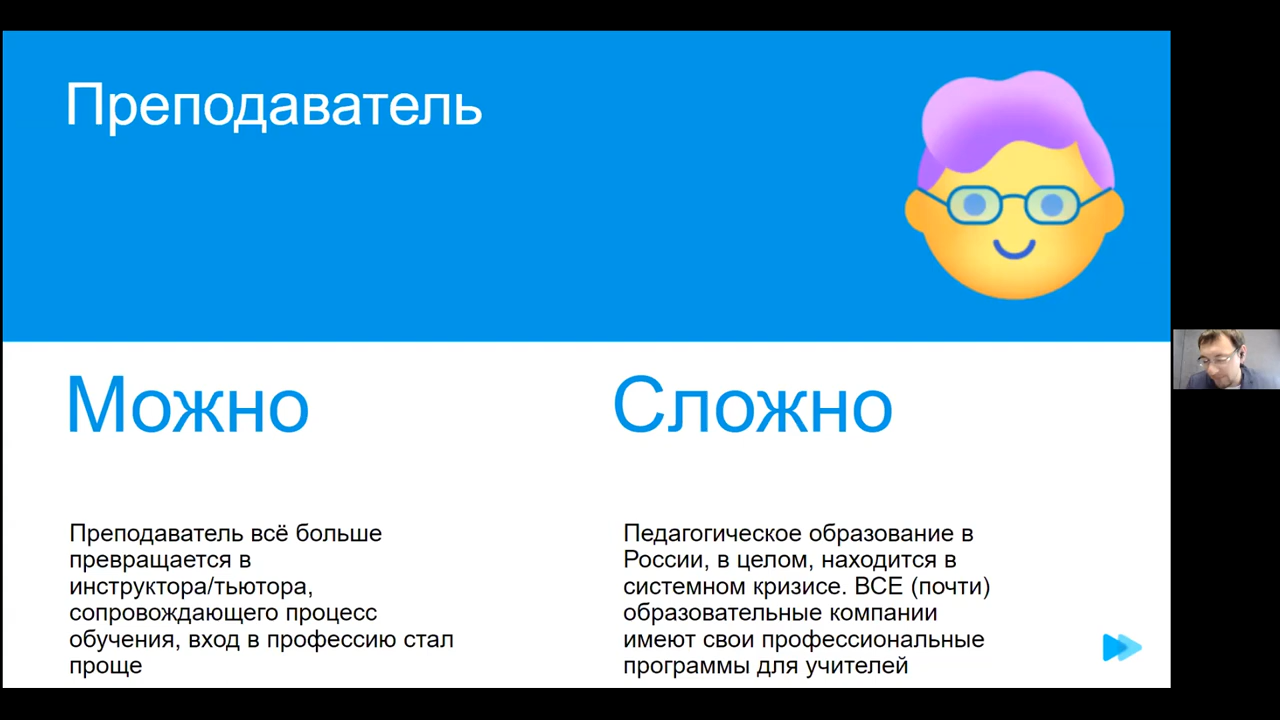 Преподаватель
Можно
Преподаватель всё больше
превращается в
инструктора/тьютора,
сопровождающего процесс
обучения, вход в профессию стал
проще
Сложно
Педагогическое образование в
России, в целом, находится в
системном кризисе. ВСЕ (почти)
образовательные компании
имеют свои профессиональные
программы для учителей